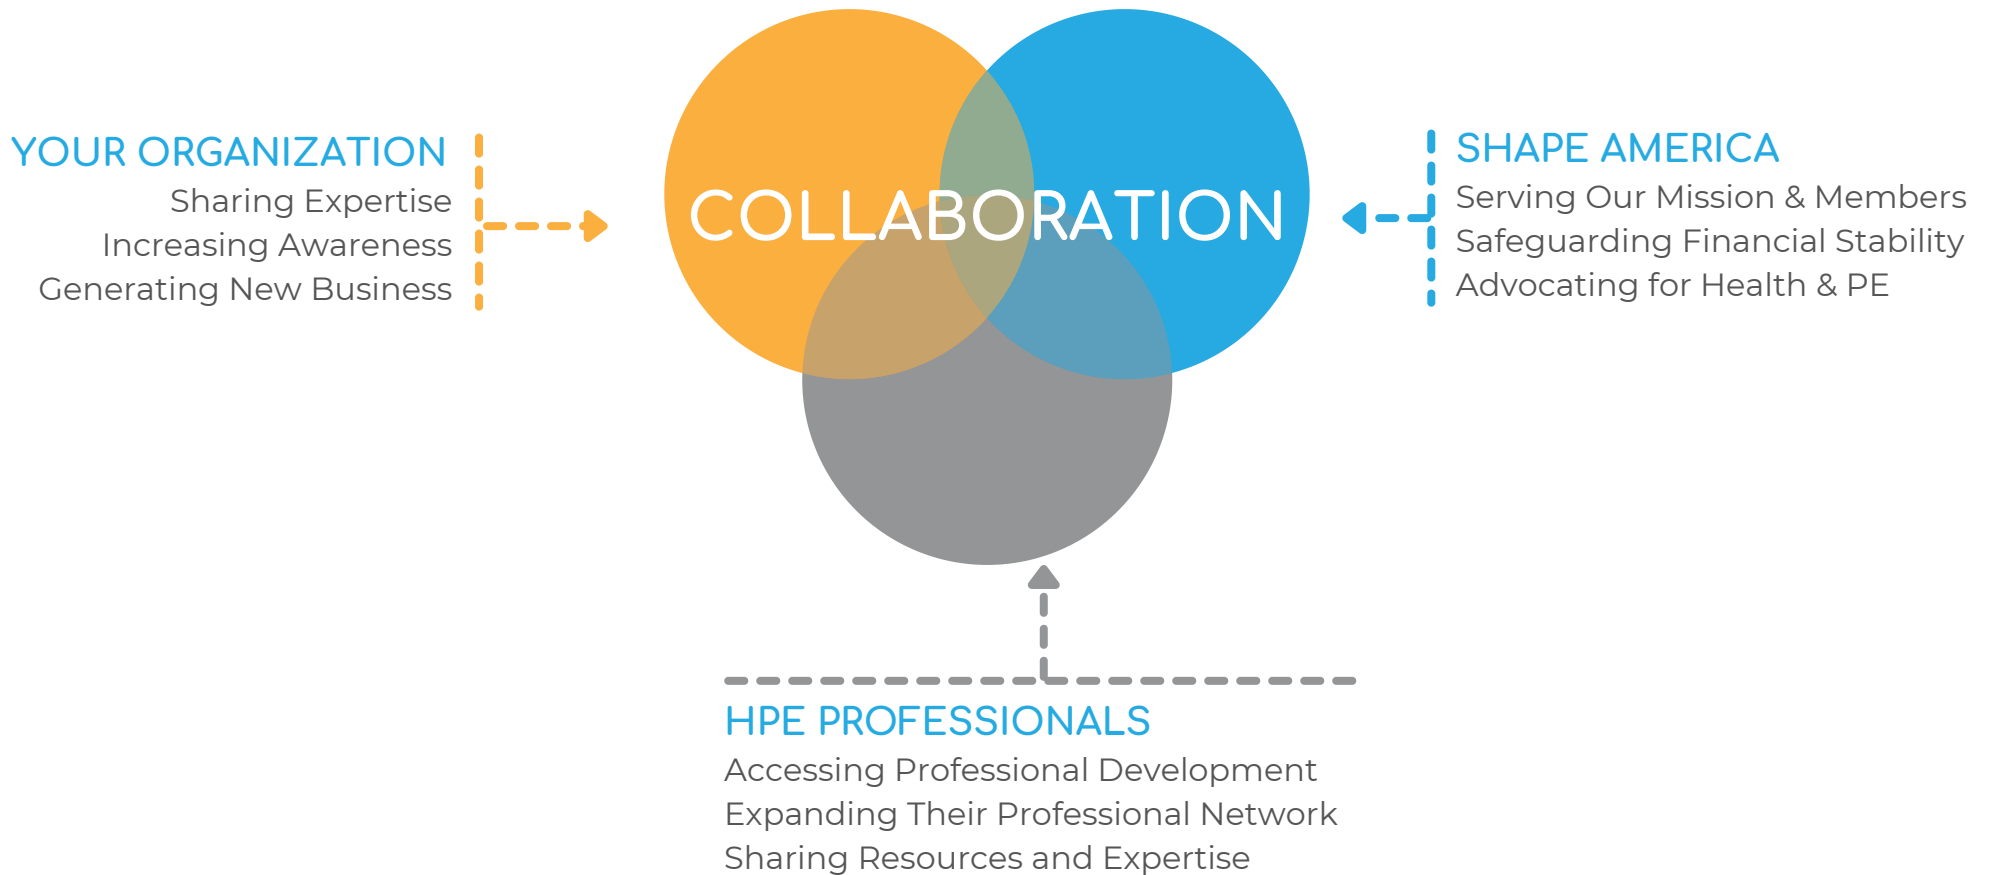 YOUR ORGANIZATION
Sharing Expertise
Increasing Awareness
Generating New Business
COLLABORATION
SHAPE AMERICA
Serving Our Mission & Members
Safeguarding Financial Stability
Advocating for Health & PE
HPE PROFESSIONALS
Accessing Professional Development
Expanding Their Professional Network
Sharing Resources and Expertise